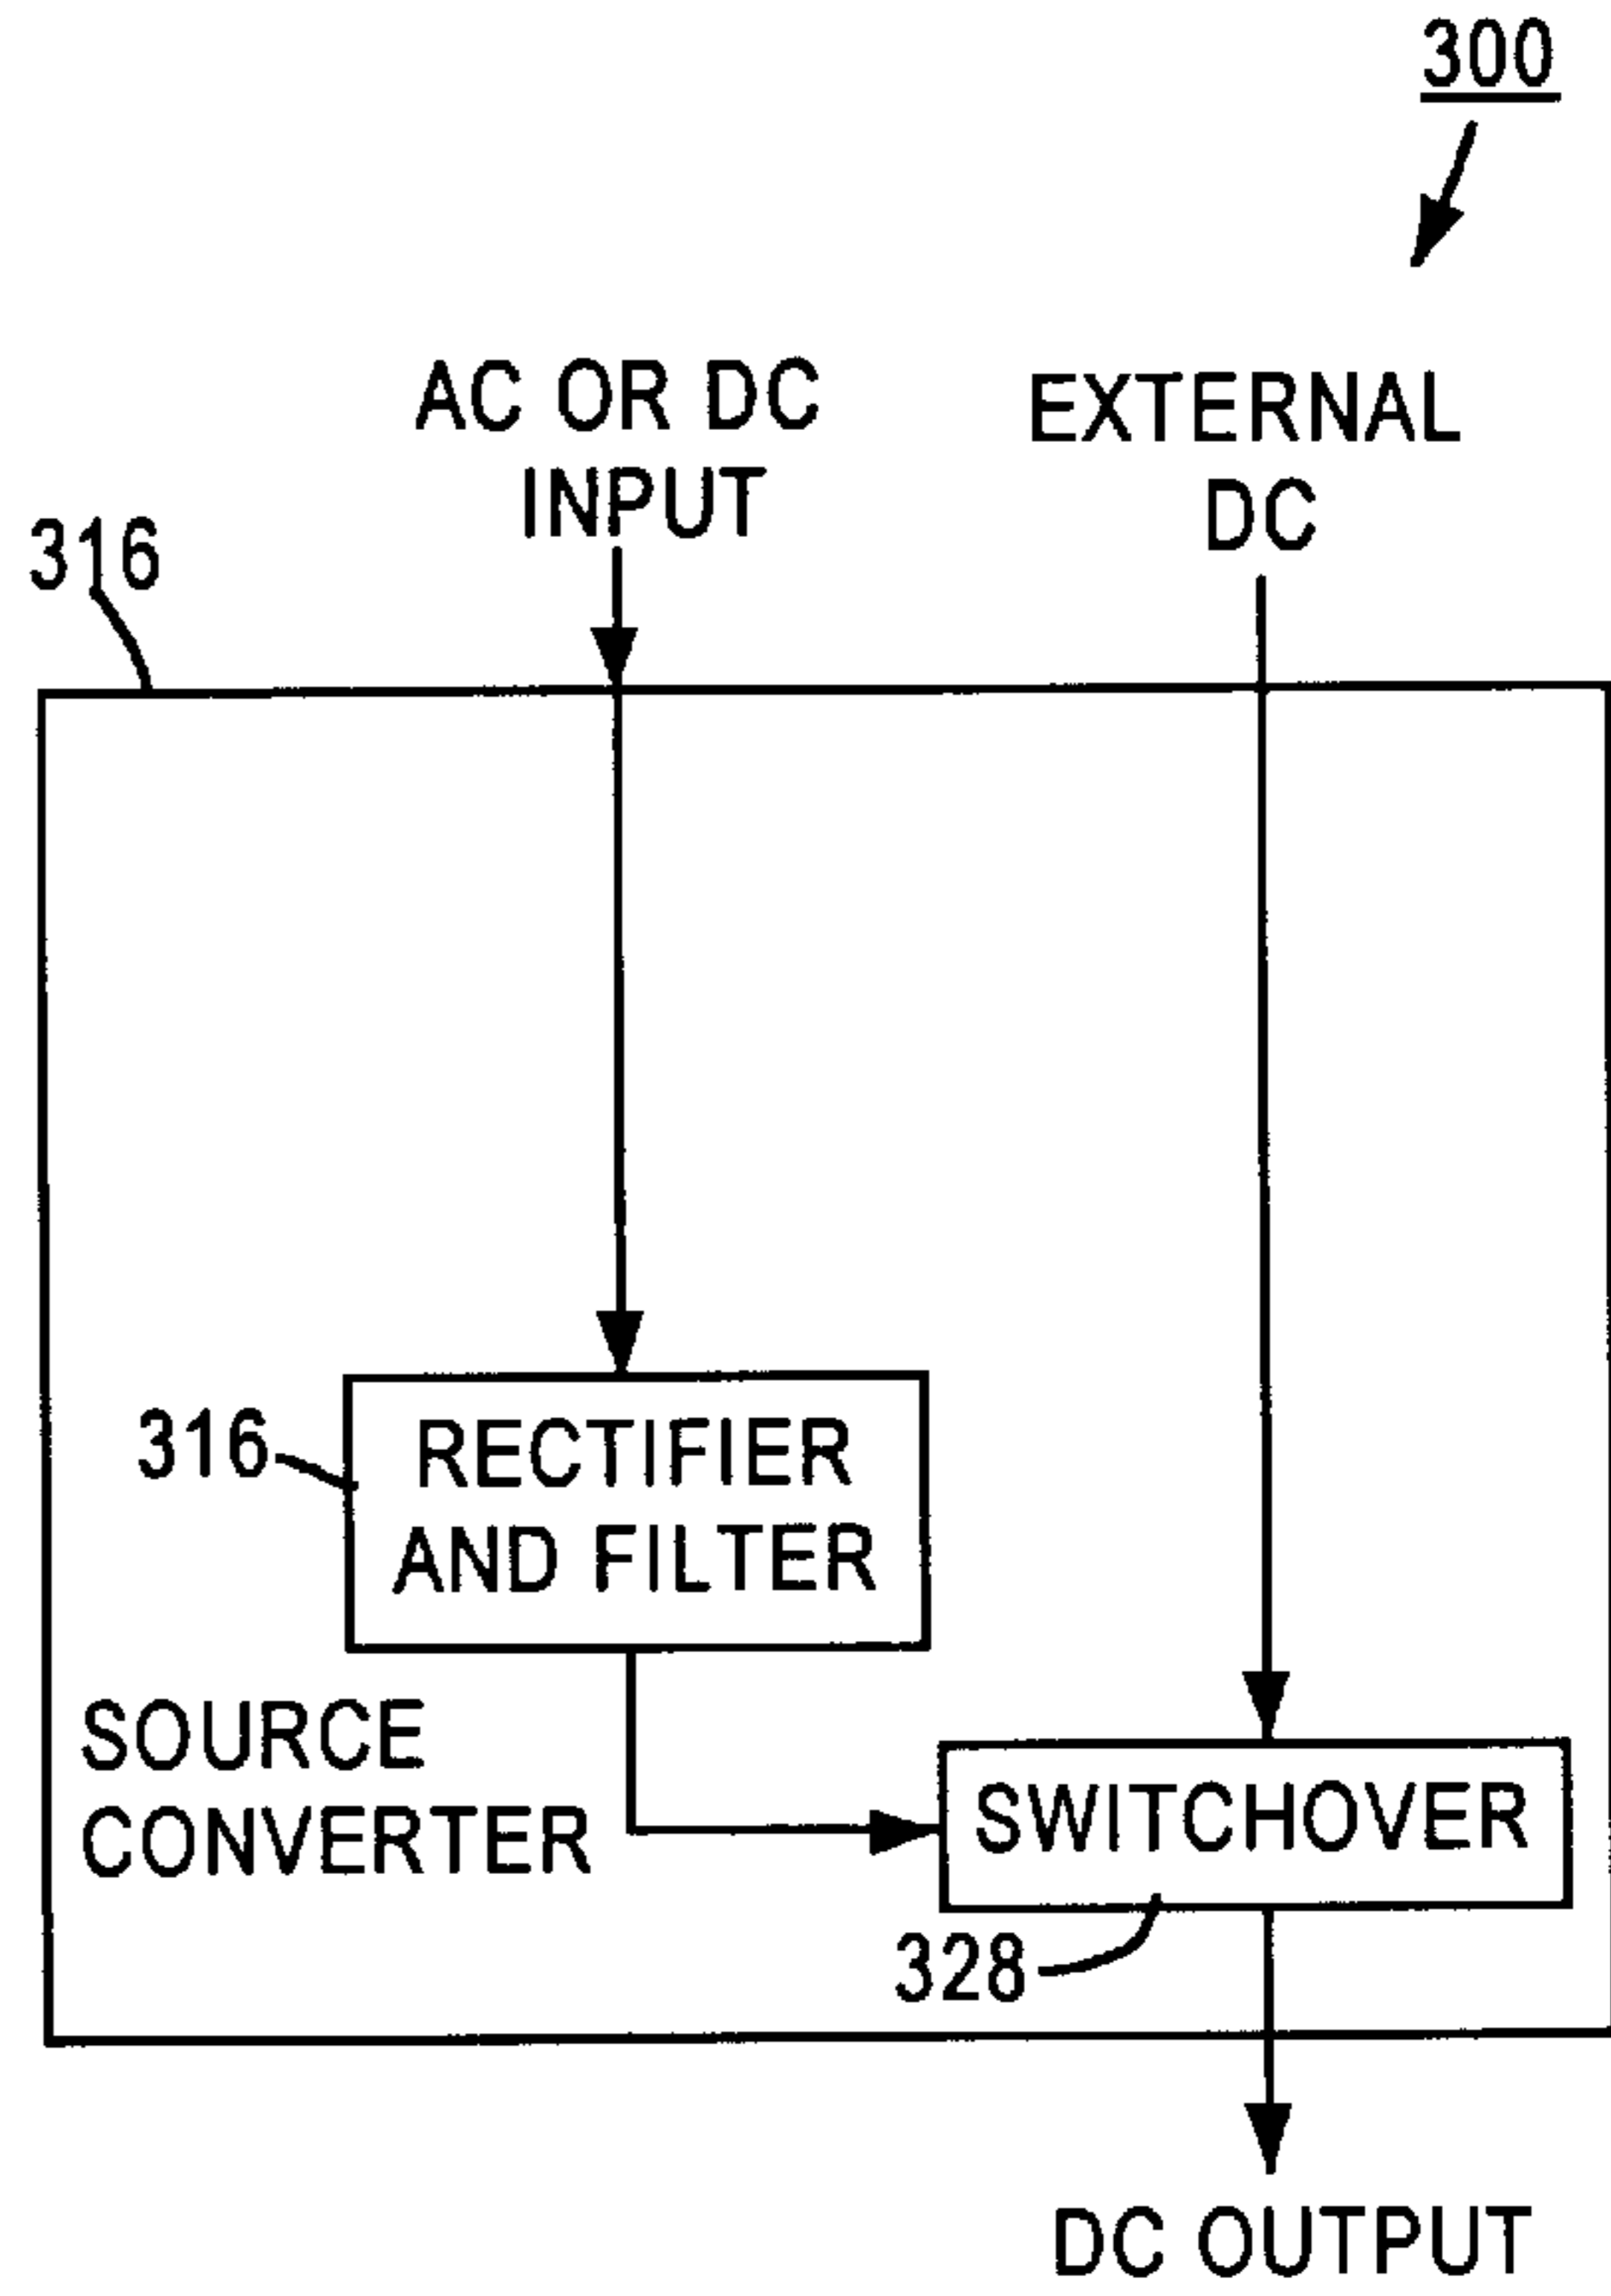 300
AC OR DC
INPUT
EXTERNAL
DC
316
316
RECTIFIER
AND FILTER
SOURCE
CONVERTER
SWITCHOVER
328
DC OUTPUT